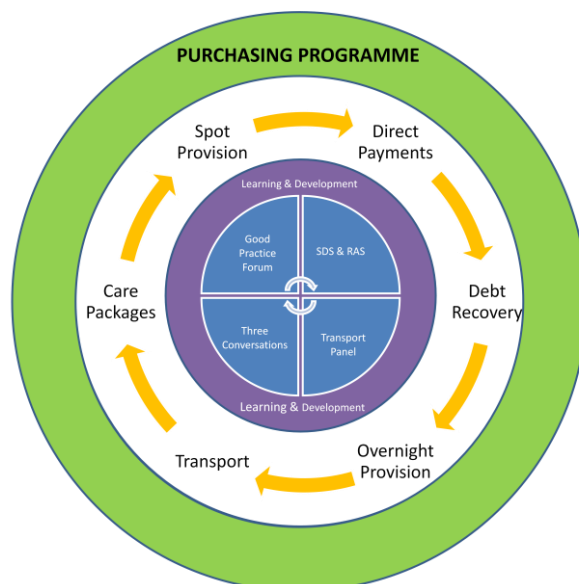 PURCHASING PROGRAMME
Spot
Provision
Direct
Payments
Learning & Development
Good
Practice
Forum
SDS & RAS
Care
Packages
Debt
Recovery
Three
Conversations
Transport
Panel
Learning & Development
Transport
Overnight
Provision